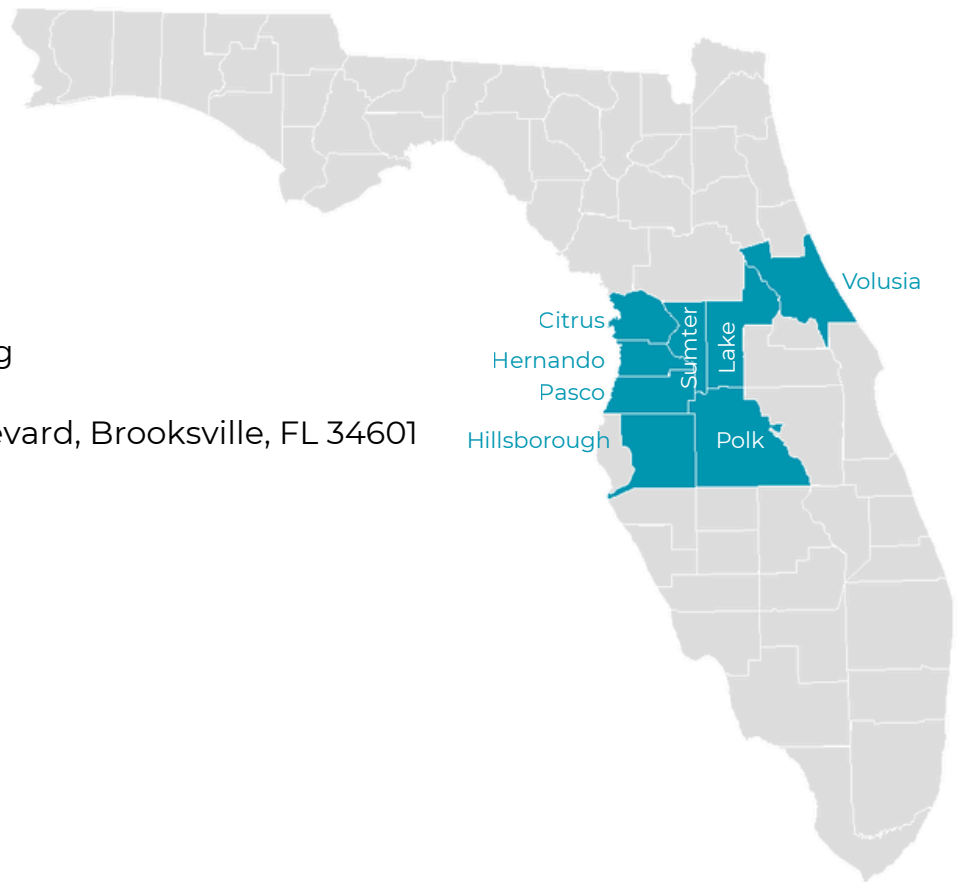 Volusia
Citrus
Sumter
Lake
g
Hernando
Pasco
evard, Brooksville, FL 34601
Hillsborough
Polk